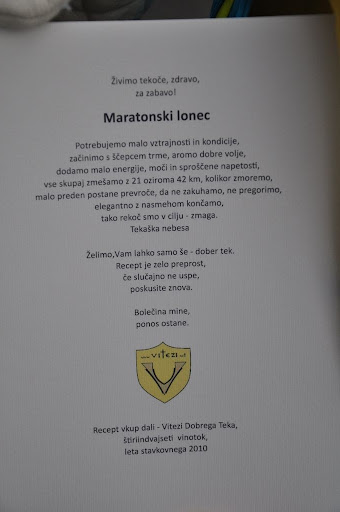 Živimo tekoče, zdravo,
za zabavo!
Maratonski lonec
Potrebujemo malo vztrajnosti in kondicije,
začinimo s ščepcem trme, aromo dobre volje,
dodamo malo energije, moči in sproščene napetosti,
vse skupaj zmešamo z 21 oziroma 42 km, kolikor zmoremo,
malo preden postane prevroče, da ne zakuhamo, ne pregorimo,
elegantno z nasmehom končamo,
tako rekoč smo v cilju - zmaga.
Tekaška nebesa
Želimo,Vam lahko samo še - dober tek.
Recept je zelo preprost,
če slučajno ne uspe,
poskusite znova.
Bolečina mine,
ponos ostane.
VITEZI
Recept vkup dali - Vitezi Dobrega Teka,
štiriindvajseti vinotok,
leta stavkovnega 2010